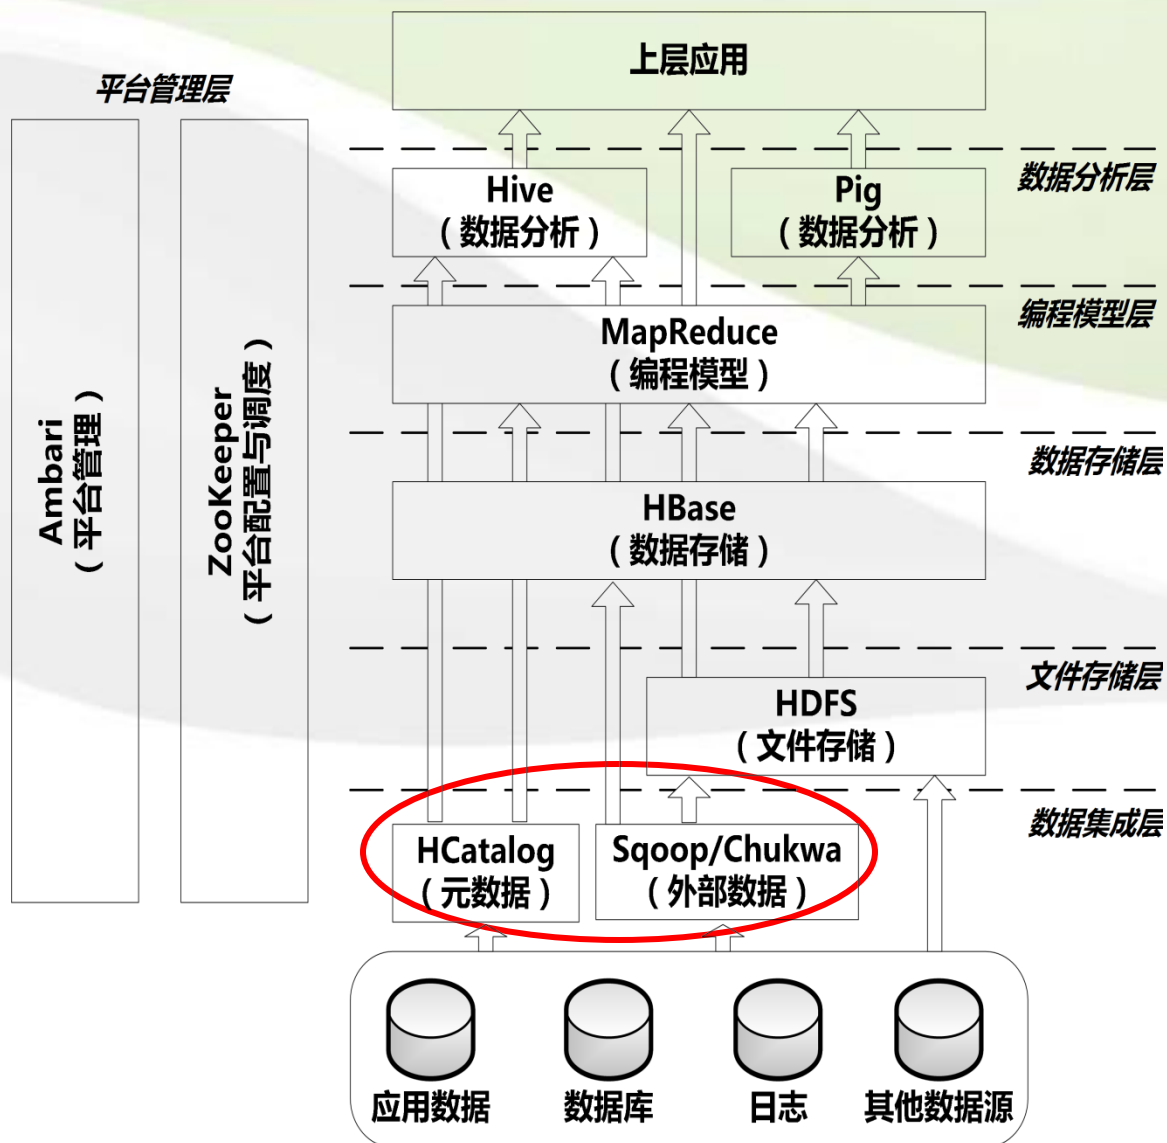 上层应用
平台管理层
数据分析层
Hive
（数据分析）
Pig
（数据分析）
编程模型层
MapReduce
（编程模型）
Ambari
（平台管理）
ZooKeeper
（平台配置与调度）
数据存储层
HBase
（数据存储）
文件存储层
HDFS
（文件存储）
数据集成层
HCatalog
（元数据）
Sqoop/Chukwa
（外部数据）
应用数据
数据库
日志
其他数据源